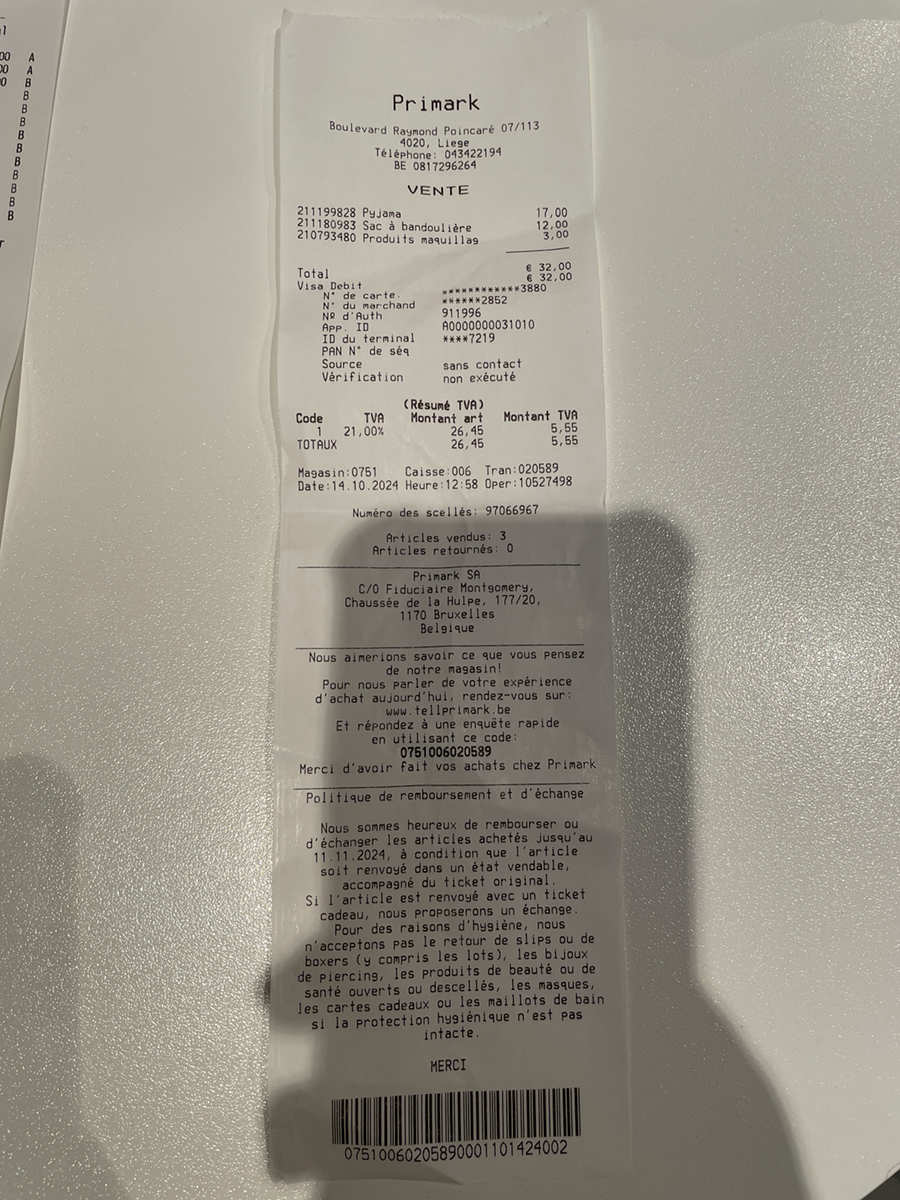 00 A
00 A
0 B
B
B
B
B
B
B
B
B
B
B
Primark
Boulevard Raymond Poincaré 07/113
4020, Liege
Téléphone: 043422194
BE 0817296264
VENTE
211199828 Pyjama 17,00
211180983 Sac à bandoulière 12,00
210793480 Produits maquillag 3,00
Total € 32,00
Visa Debit € 32,00
N° de carte. ************3880
N° du marchand ******2852
Nº d'Auth 911996
App. ID A0000000031010
ID du terminal ****7219
PAN N° de séq
Source sans contact
Vérification non exécuté
(Résumé TVA)
Code TVA Montant art Montant TVA
1 21,00% 26,45 5,55
TOTAUX 26,45 5,55
Magasin:0751 Caisse:006 Tran:020589
Date:14.10.2024 Heure:12:58 Oper:10527498
Numéro des scellés: 97066967
Articles vendus: 3
Articles retournés: 0
Primark SA
C/O Fiduciaire Montgomery,
Chaussée de la Hulpe, 177/20,
1170 Bruxelles
Belgique
Nous aimerions savoir ce que vous pensez
de notre magasin!
Pour nous parler de votre expérience
d'achat aujourd'hui, rendez-vous sur:
www.tellprimark.be
Et répondez à une enquête rapide
en utilisant ce code:
0751006020589
Merci d'avoir fait vos achats chez Primark
Politique de remboursement et d'échange
Nous sommes heureux de rembourser ou
d'échanger les articles achetés jusqu'au
11.11.2024, à condition que l'article
soit renvoyé dans un état vendable,
accompagné du ticket original.
Si l'article est renvoyé avec un ticket
cadeau, nous proposerons un échange.
Pour des raisons d'hygiène, nous
n'acceptons pas le retour de slips ou de
boxers (y compris les lots), les bijoux
de piercing, les produits de beauté ou de
santé ouverts ou descellés, les masques,
les cartes cadeaux ou les maillots de bain
si la protection hygiénique n'est pas
intacte.
MERCI
07510060205890001101424002